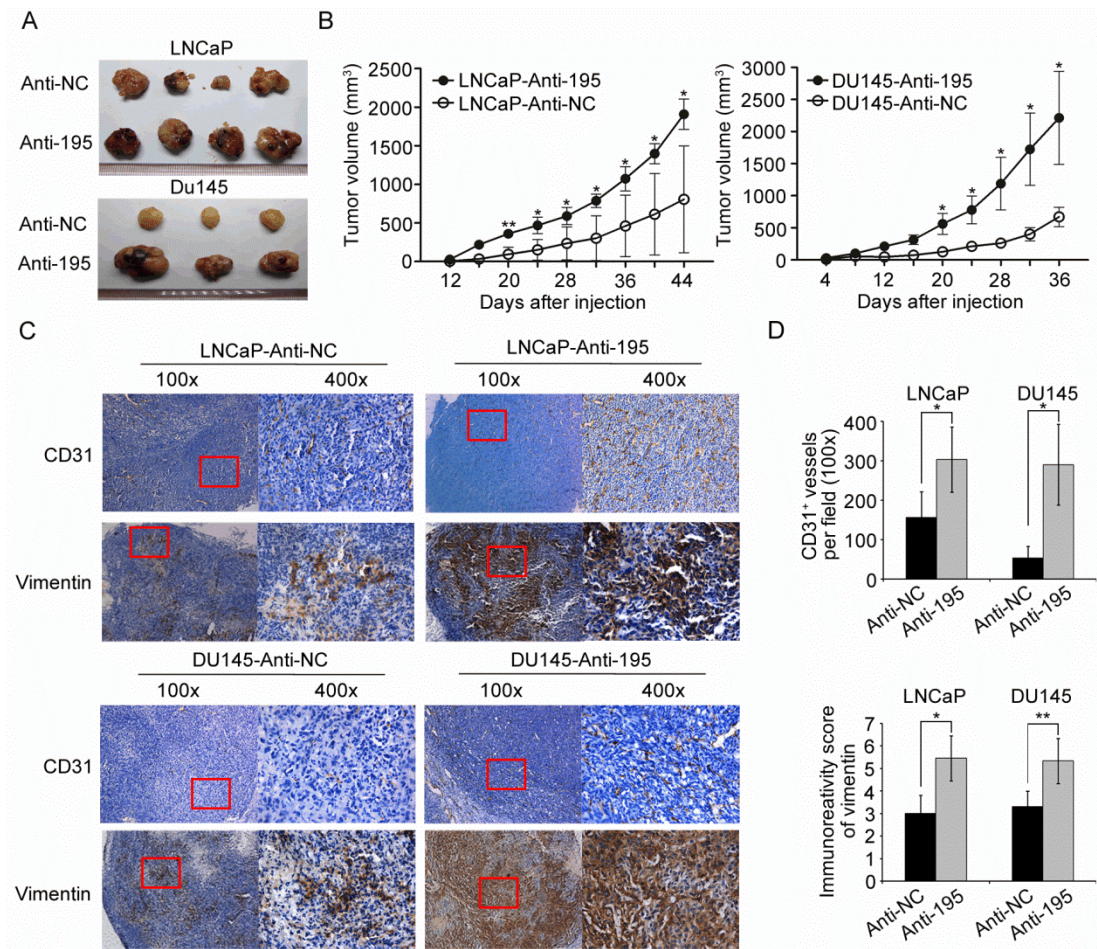 A
LNCaP
Anti-NC
Anti-195
Du145
Anti-NC
Anti-195
B
Tumor volume (mm³)
2500
2000
1500
1000
500
0
LNCaP-Anti-195
LNCaP-Anti-NC
** * * * * * *
12 20 28 36 44
Days after injection
Tumor volume (mm³)
3000
2500
2000
1500
1000
500
0
DU145-Anti-195
DU145-Anti-NC
* * * * *
4 12 20 28 36
Days after injection
C
LNCaP-Anti-NC
LNCaP-Anti-195
100x 400x 100x 400x
CD31
Vimentin
DU145-Anti-NC
DU145-Anti-195
100x 400x 100x 400x
CD31
Vimentin
D
LNCaP DU145
* *
CD31⁺ vessels
per field (100x)
400
300
200
100
0
Anti-NC Anti-195 Anti-NC Anti-195
LNCaP DU145
* **
Immunoreativity score
of vimentin
7
6
5
4
3
2
1
0
Anti-NC Anti-195 Anti-NC Anti-195